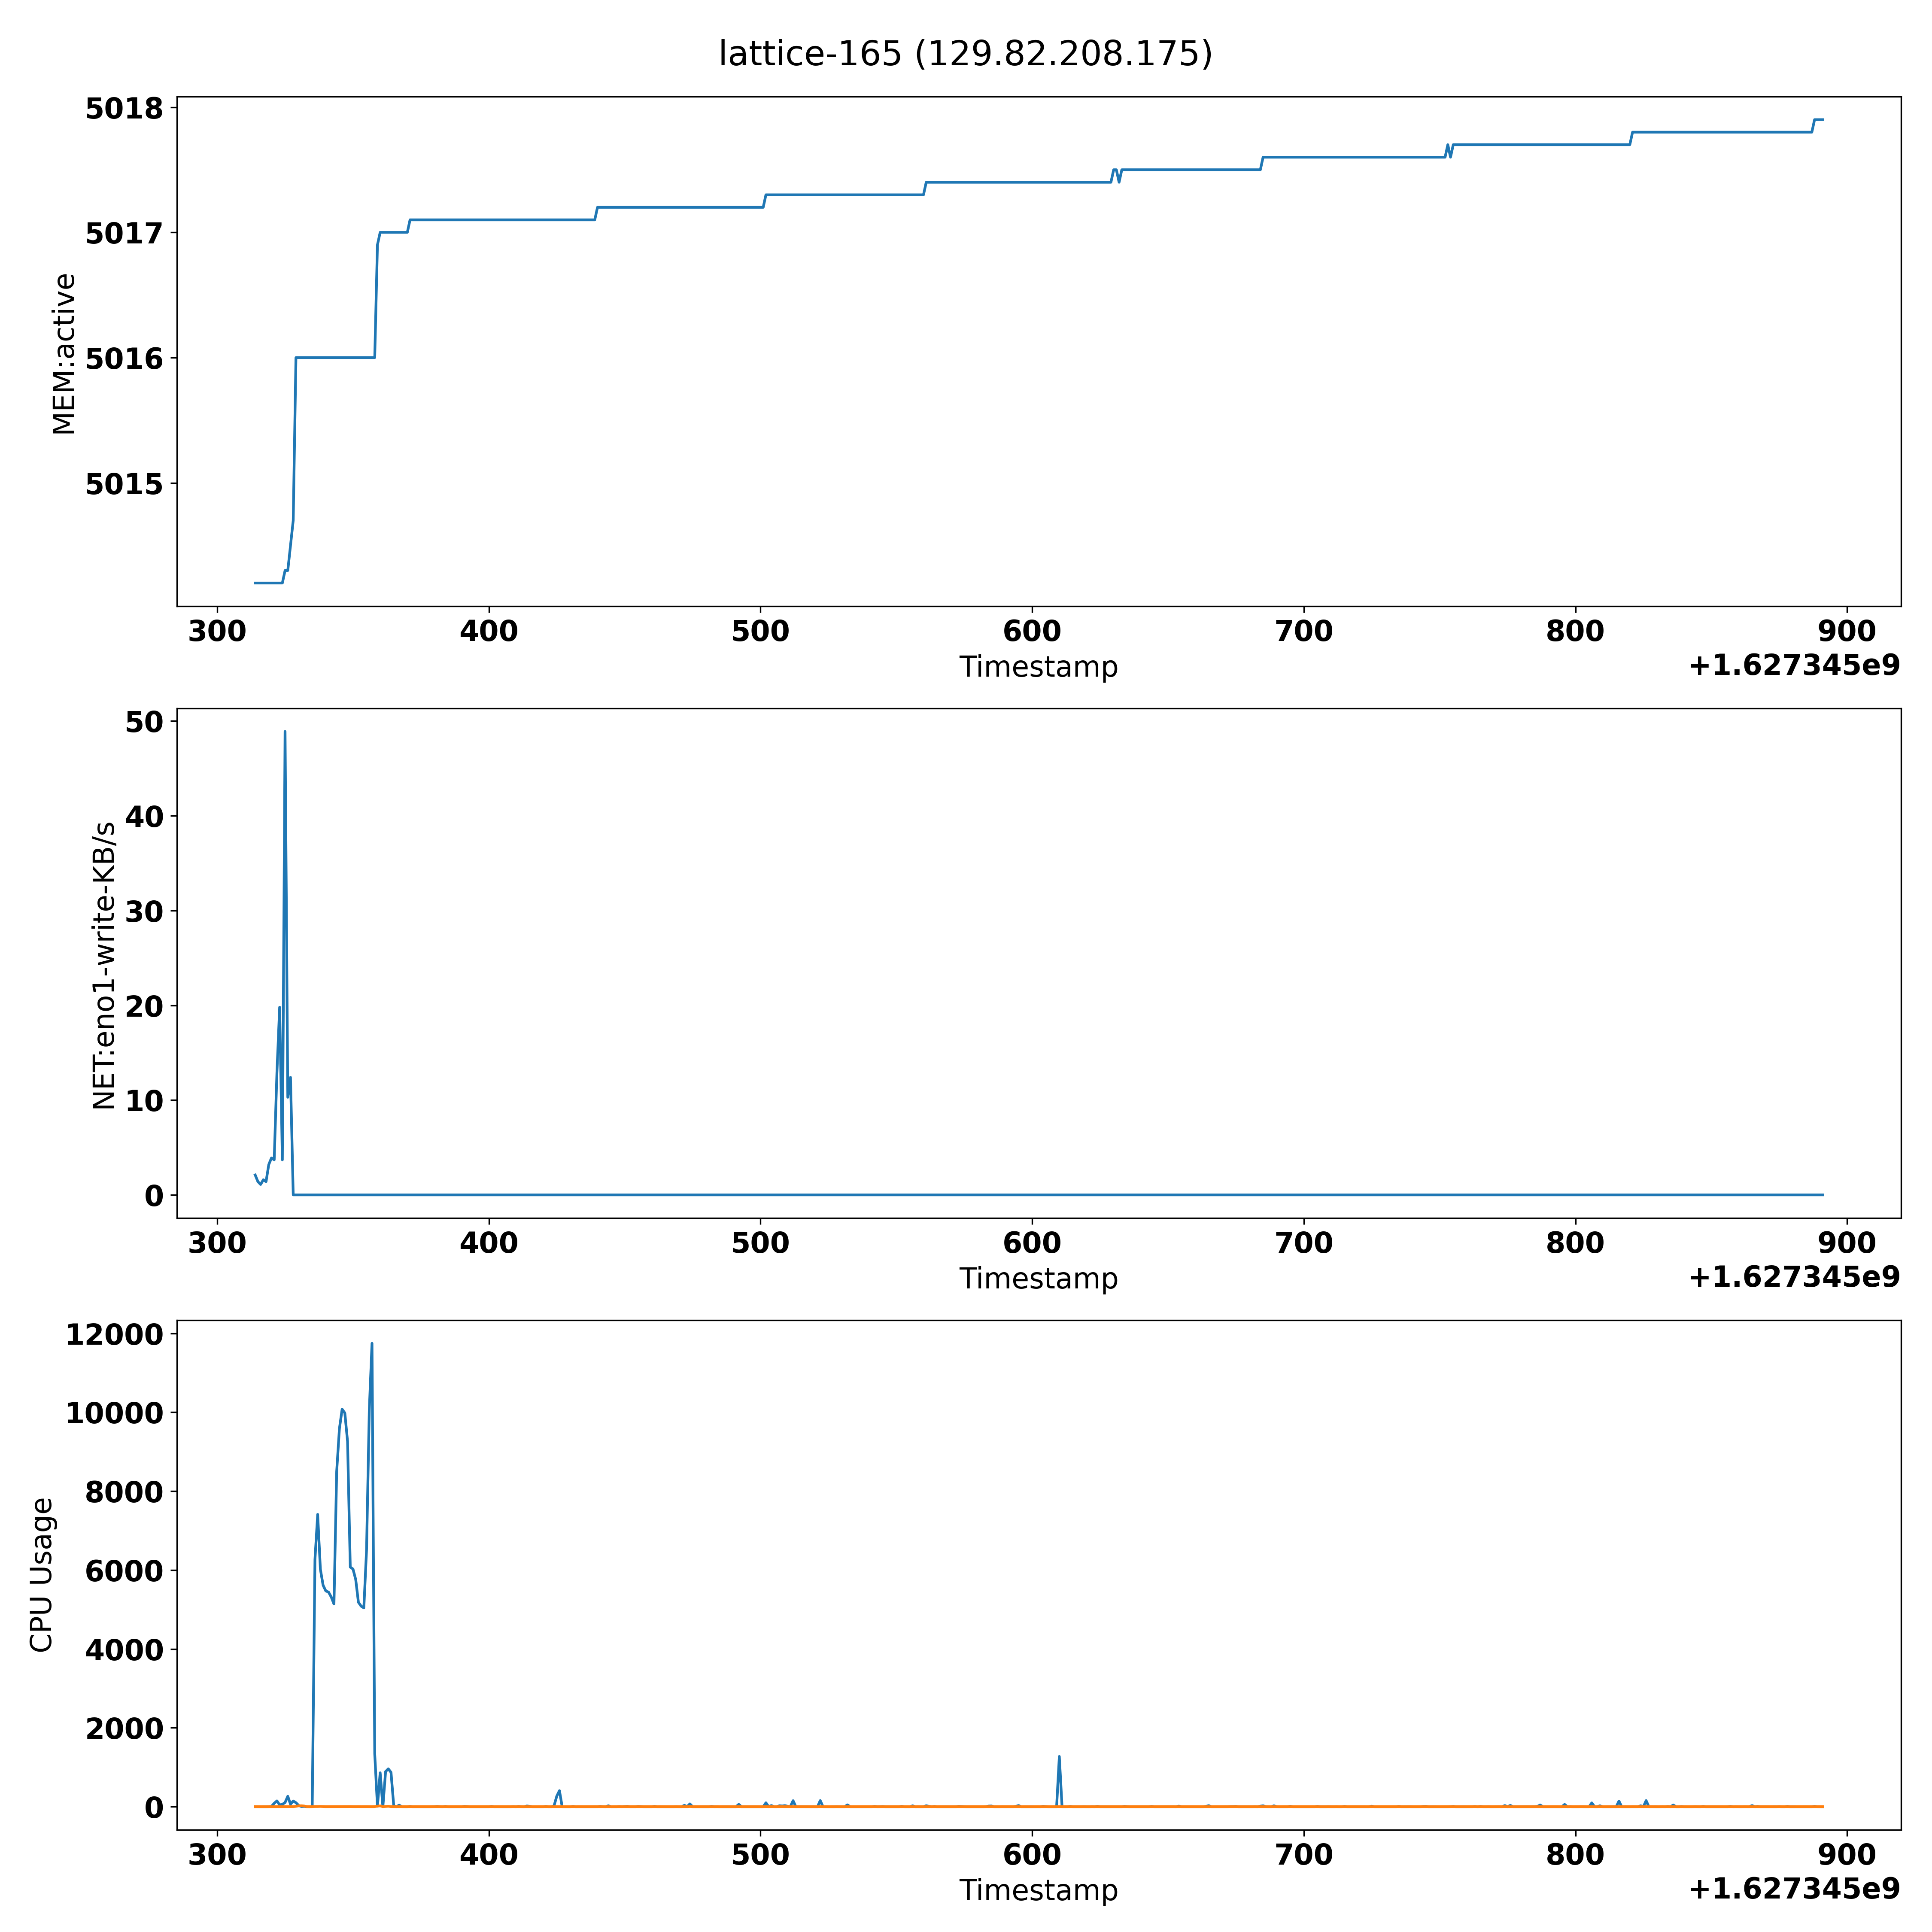 lattice-165 (129.82.208.175)
5018
5017
5016
5015
MEM:active
300 400 500 600 700 800 900
Timestamp
+1.627345e9
50
40
30
20
10
0
NET:eno1-write-KB/s
300 400 500 600 700 800 900
Timestamp
+1.627345e9
12000
10000
8000
6000
4000
2000
0
CPU Usage
300 400 500 600 700 800 900
Timestamp
+1.627345e9